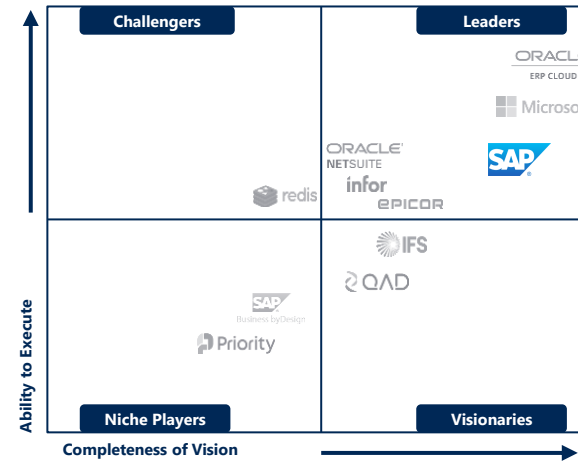 Challengers
Leaders
ORACL
ERP CLOUD
Microso
ORACLE
NETSUITE
SAP
infor
EPICOR
redis
IFS
QAD
SAP
Business byDesign
Priority
Ability to Execute
Niche Players
Visionaries
Completeness of Vision